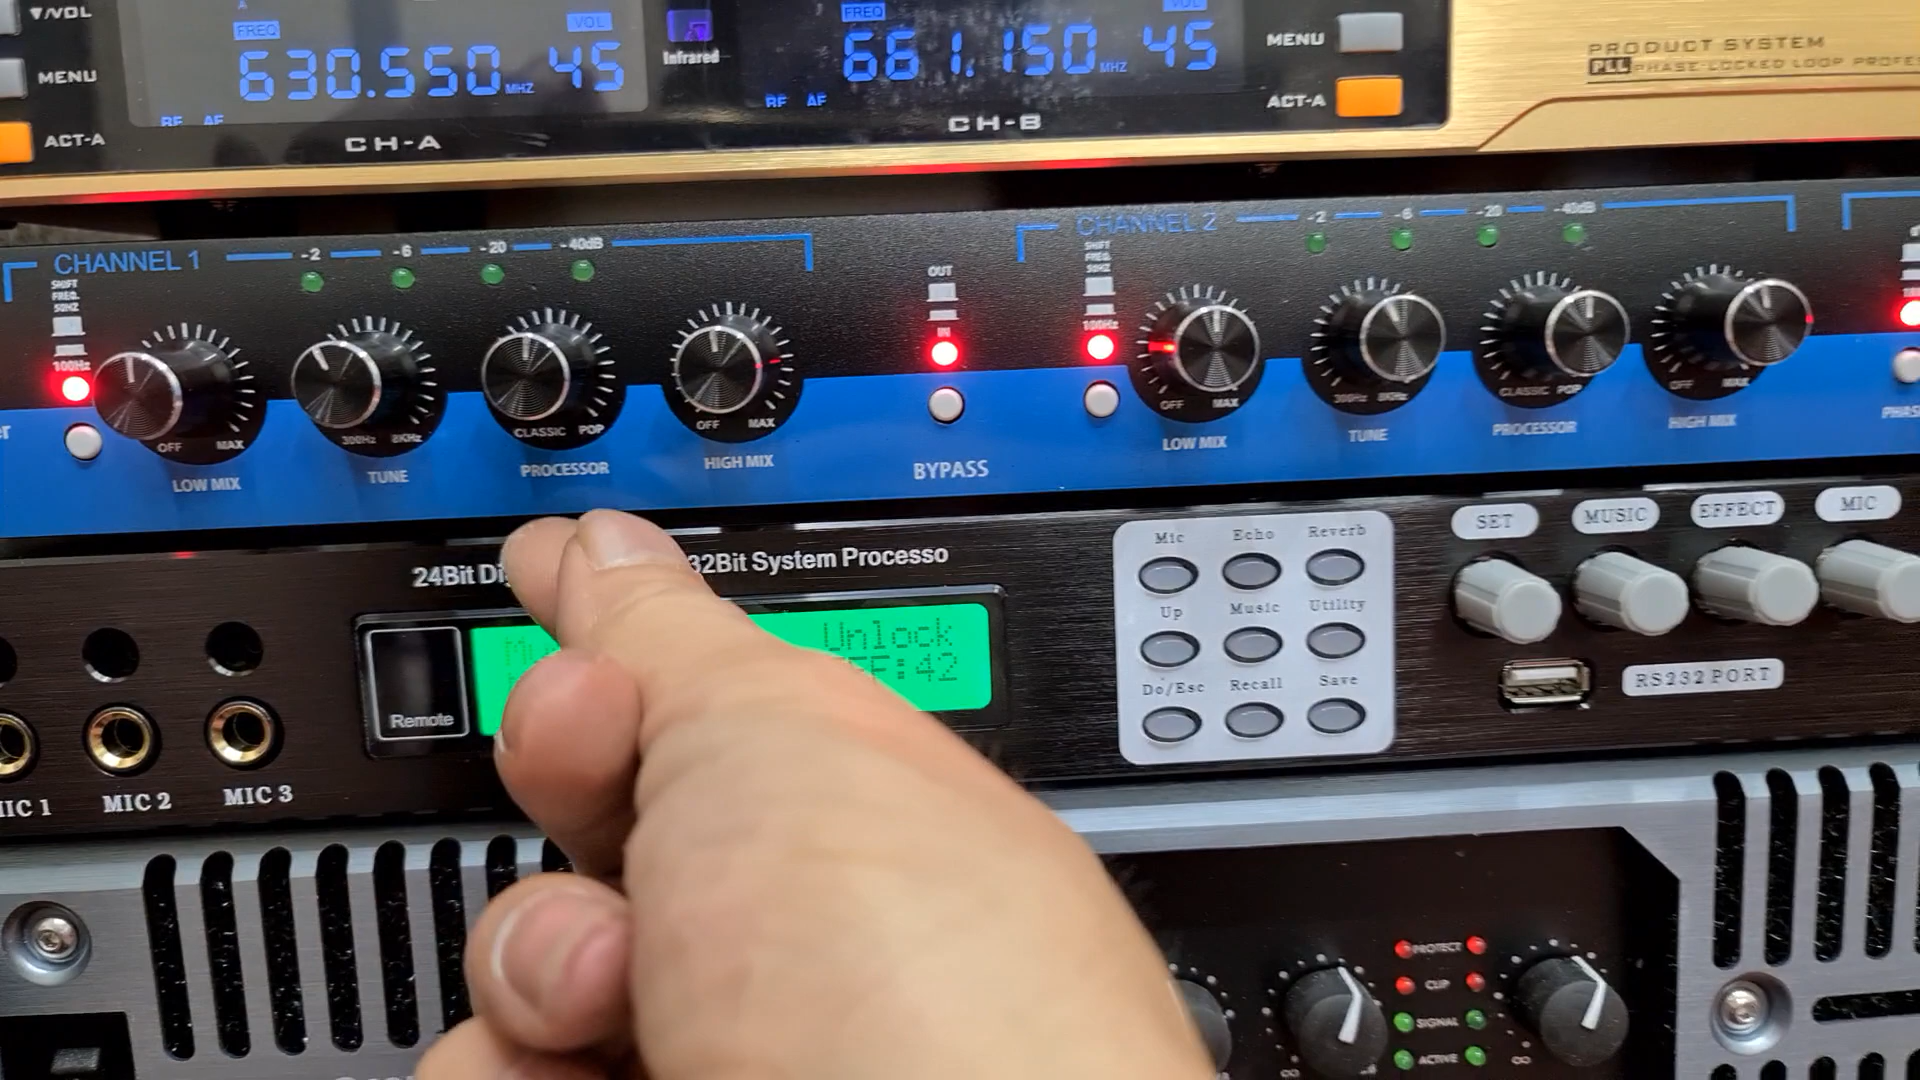 ▼/VOL
MENU
ACT-A
FREQ
VOL
630.550 MHZ 45
RF AF
CH-A
Infrared
FREQ
VOL
661.150 MHZ 45
RF AF
CH-B
MENU
ACT-A
PRODUCT SYSTEM
PLL PHASE-LOCKED LOOP PROFE
CHANNEL 1
-2 -6 -20 -40dB
SHIFT
FREQ.
50HZ
100Hz
OFF MAX
LOW MIX
300Hz 8KHz
TUNE
CLASSIC POP
PROCESSOR
OFF MAX
HIGH MIX
OUT
IN
BYPASS
CHANNEL 2
-2 -6 -20 -40dB
SHIFT
FREQ.
50HZ
100Hz
OFF MAX
LOW MIX
300Hz 8KHz
TUNE
CLASSIC POP
PROCESSOR
OFF MAX
HIGH MIX
PHAS
24Bit Di
32Bit System Processo
Remote
Unlock
:42
MIC 1
MIC 2
MIC 3
Mic Echo Reverb
Up Music Utility
Do/Esc Recall Save
SET
MUSIC
EFFECT
MIC
RS232 PORT
PROTECT
CLIP
SIGNAL
ACTIVE